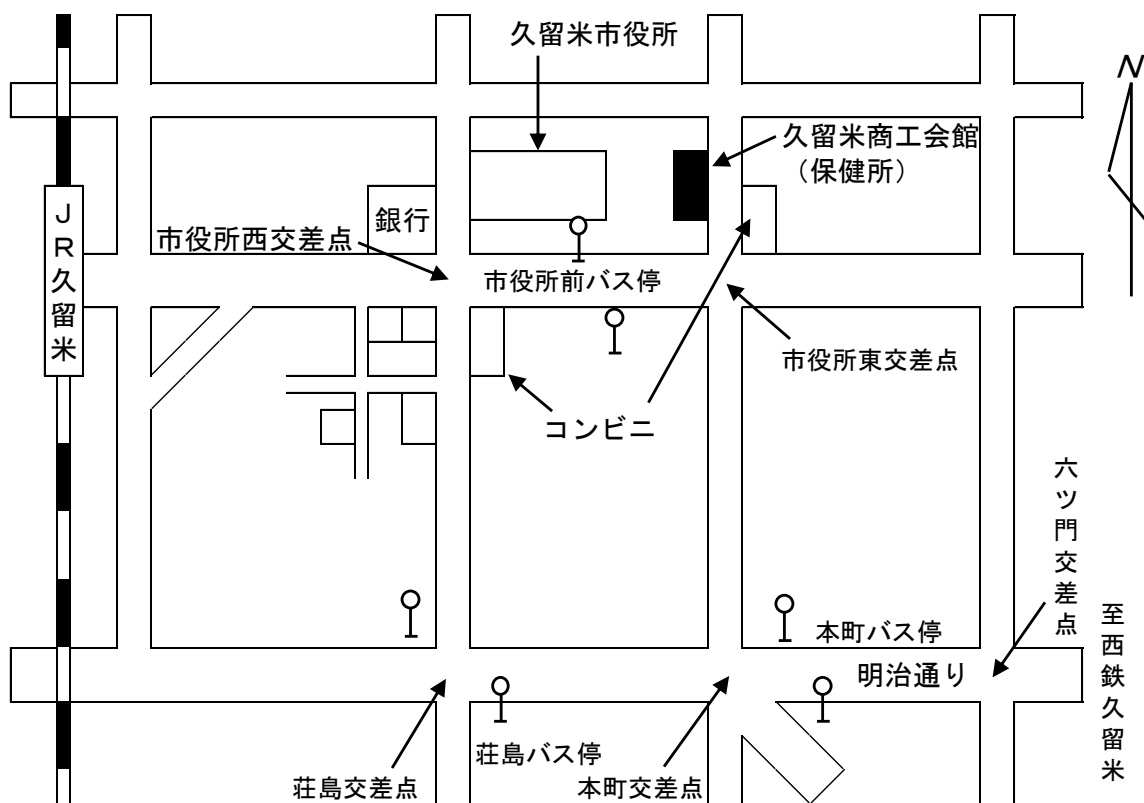 久留米市役所
N
久留米商工会館
（保健所）
JR久留米
銀行
市役所西交差点
市役所前バス停
市役所東交差点
コンビニ
六ツ門交差点
至西鉄久留米
本町バス停
明治通り
荘島バス停
荘島交差点
本町交差点